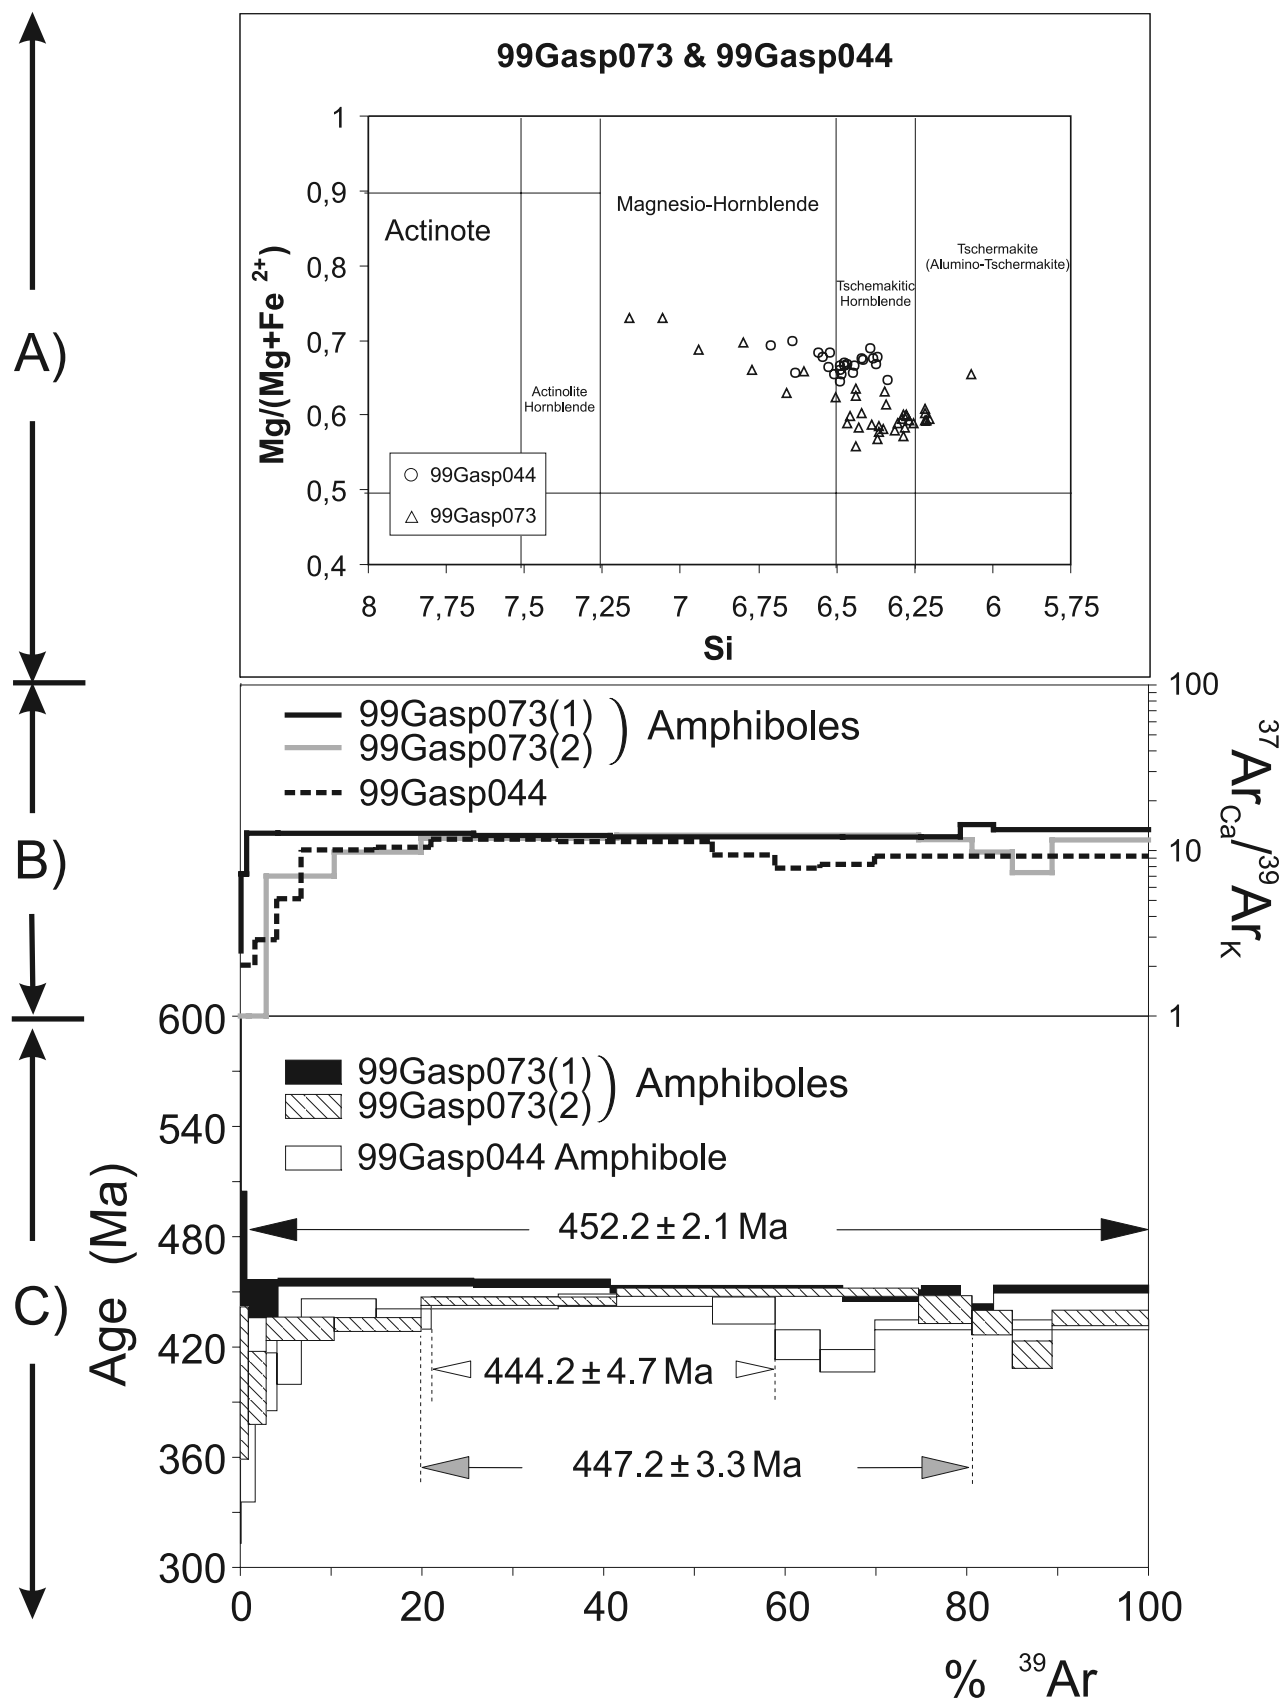 99Gasp073 & 99Gasp044
A)
Mg/(Mg+Fe 2+)
1
0,9
0,8
0,7
0,6
0,5
0,4
Actinote
Magnesio-Hornblende
Tschermakite
(Alumino-Tschermakite)
Tschemakitic
Hornblende
Actinolite
Hornblende
99Gasp044
99Gasp073
8
7,75
7,5
7,25
7
6,75
6,5
6,25
6
5,75
Si
B)
99Gasp073(1)
99Gasp073(2)
Amphiboles
99Gasp044
100
10
1
37ArCa/39ArK
C)
Age (Ma)
600
540
480
420
360
300
99Gasp073(1)
99Gasp073(2)
Amphiboles
99Gasp044 Amphibole
452.2 ± 2.1 Ma
444.2 ± 4.7 Ma
447.2 ± 3.3 Ma
0
20
40
60
80
100
% 39Ar